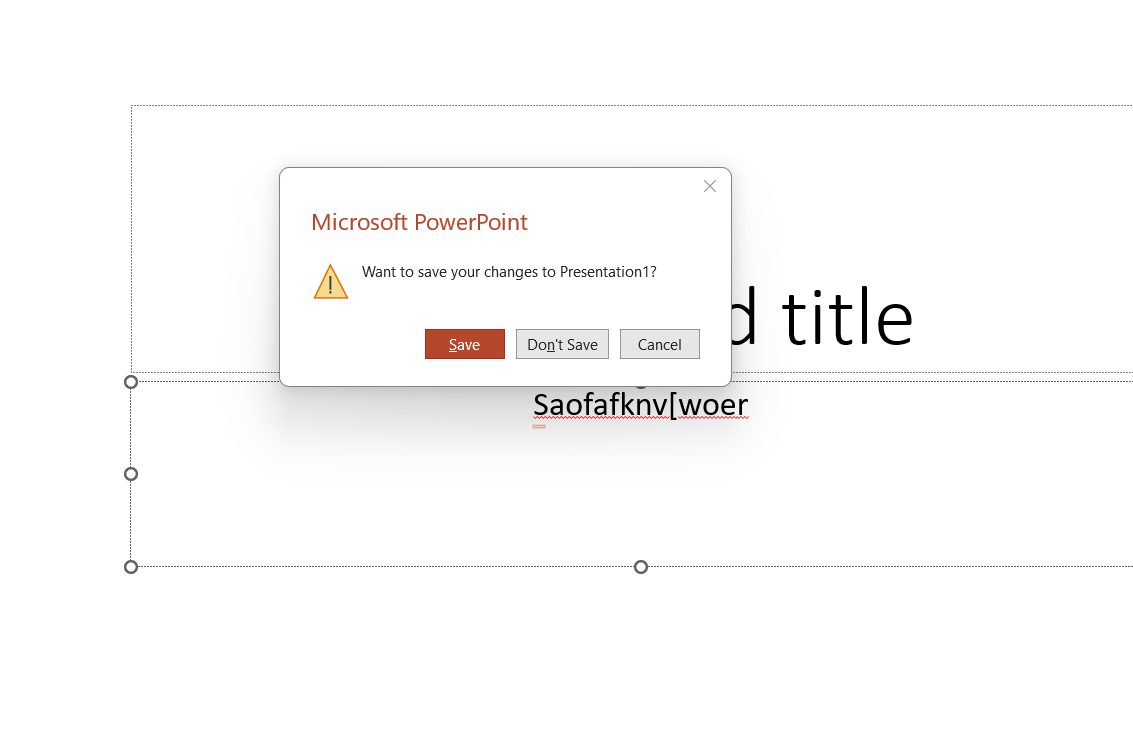 Microsoft PowerPoint
Want to save your changes to Presentation1?
Save Don't Save Cancel
title
Saofafknv[woer